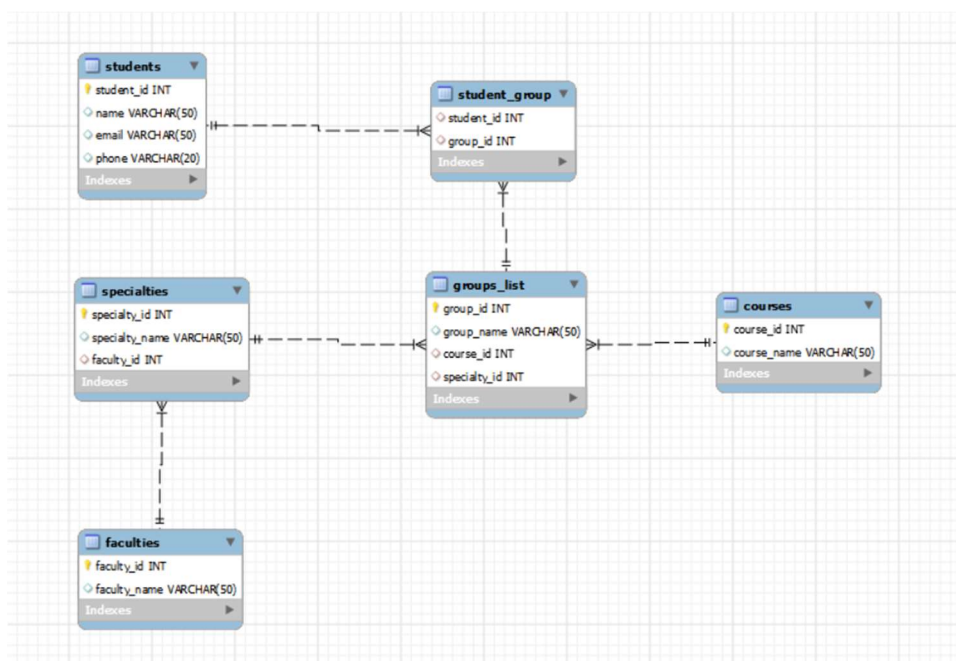 students
student_id INT
name VARCHAR(50)
email VARCHAR(50)
phone VARCHAR(20)
Indexes
student_group
student_id INT
group_id INT
Indexes
specialties
specialty_id INT
specialty_name VARCHAR(50)
faculty_id INT
Indexes
groups_list
group_id INT
group_name VARCHAR(50)
course_id INT
specialty_id INT
Indexes
courses
course_id INT
course_name VARCHAR(50)
Indexes
faculties
faculty_id INT
faculty_name VARCHAR(50)
Indexes